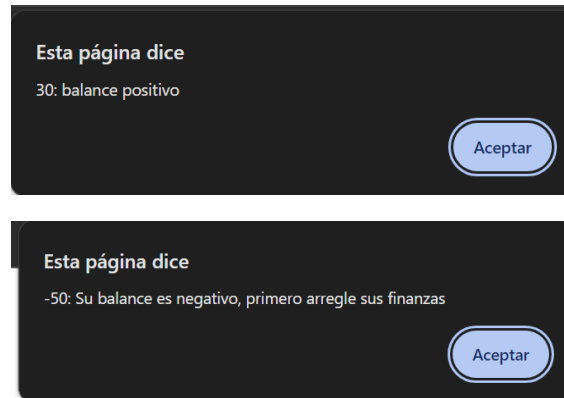 Esta página dice
30: balance positivo
Aceptar
Esta página dice
-50: Su balance es negativo, primero arregle sus finanzas
Aceptar